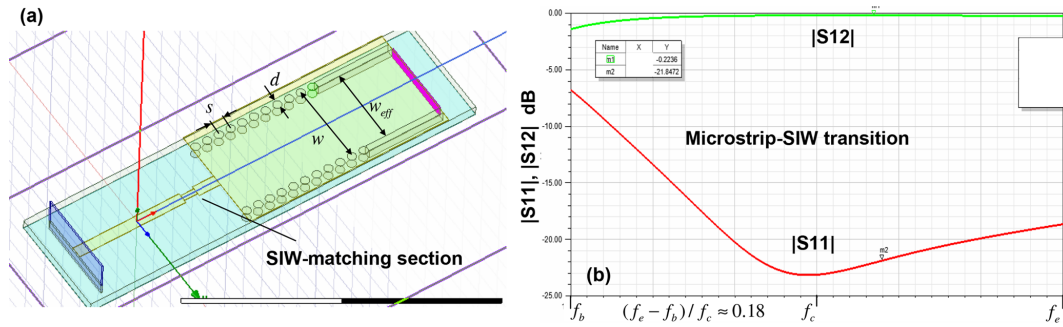 (a)
s
d
w
w_eff
SIW-matching section
(b)
|S11|, |S12| dB
0.00
-5.00
-10.00
-15.00
-20.00
-25.00
Name X Y
m1 -0.2236
m2 -21.8472
|S12|
Microstrip-SIW transition
|S11|
m2
(b)
f_b (f_e − f_b) / f_c ≈ 0.18 f_c f_e